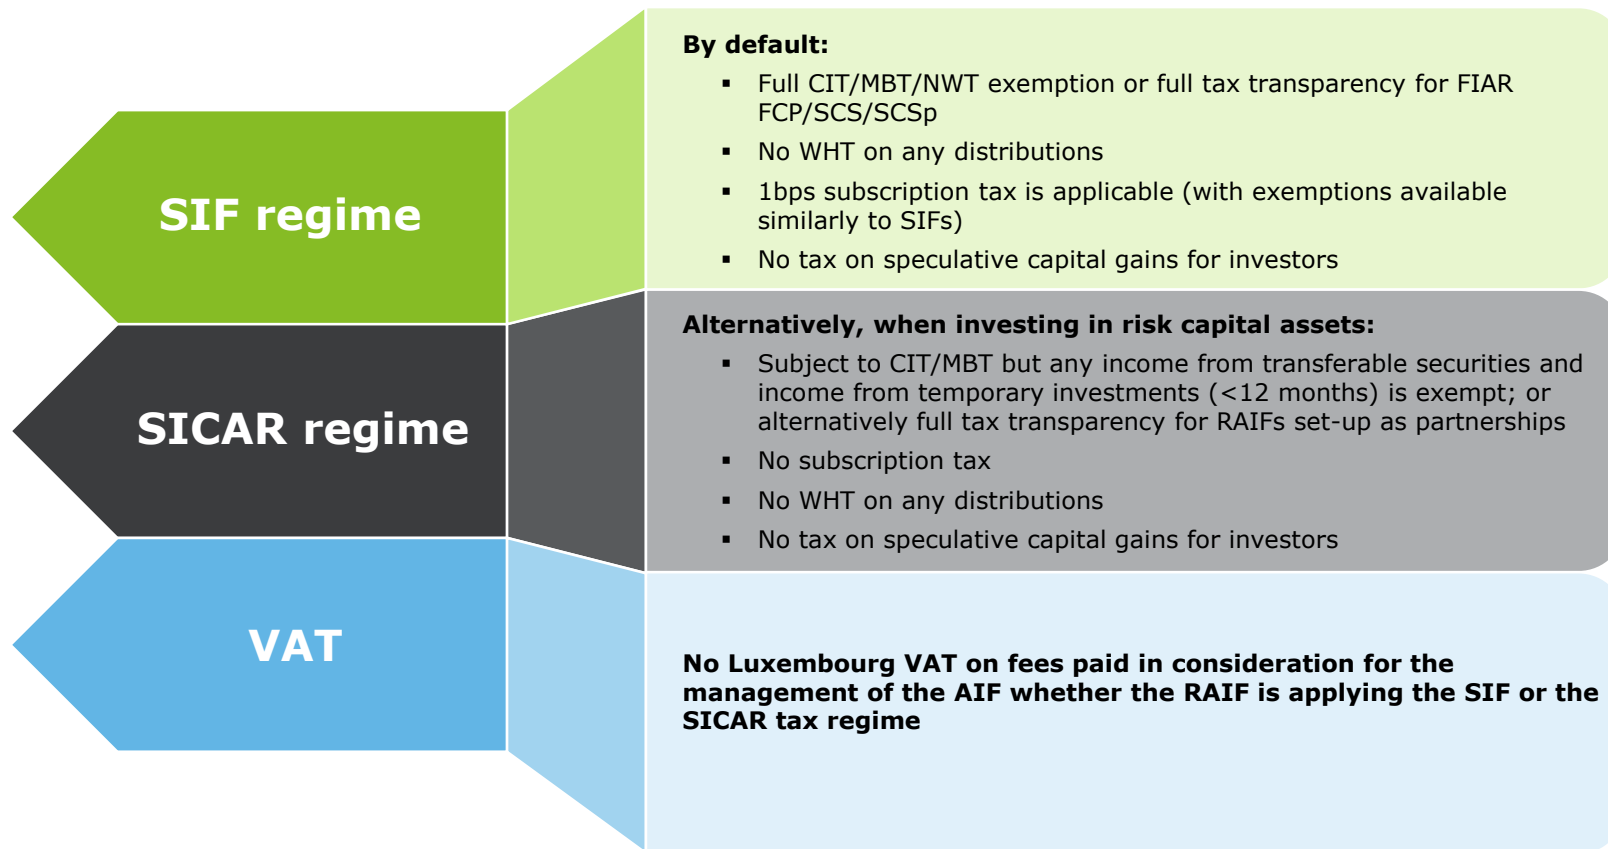 SIF regime
By default:
▪ Full CIT/MBT/NWT exemption or full tax transparency for FIAR
FCP/SCS/SCSp
▪ No WHT on any distributions
▪ 1bps subscription tax is applicable (with exemptions available
similarly to SIFs)
▪ No tax on speculative capital gains for investors
SICAR regime
Alternatively, when investing in risk capital assets:
▪ Subject to CIT/MBT but any income from transferable securities and
income from temporary investments (<12 months) is exempt; or
alternatively full tax transparency for RAIFs set-up as partnerships
▪ No subscription tax
▪ No WHT on any distributions
▪ No tax on speculative capital gains for investors
VAT
No Luxembourg VAT on fees paid in consideration for the
management of the AIF whether the RAIF is applying the SIF or the
SICAR tax regime